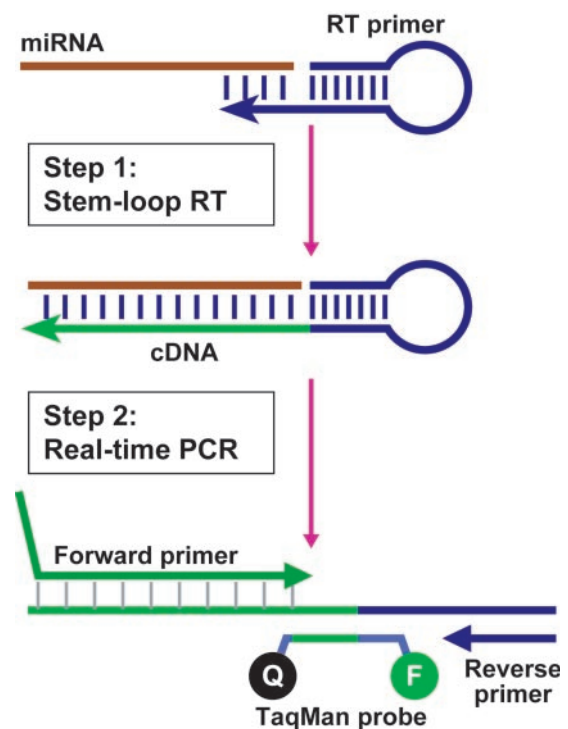 RT primer
miRNA
Step 1:
Stem-loop RT
cDNA
Step 2:
Real-time PCR
Forward primer
Q
F
Reverse
primer
TaqMan probe